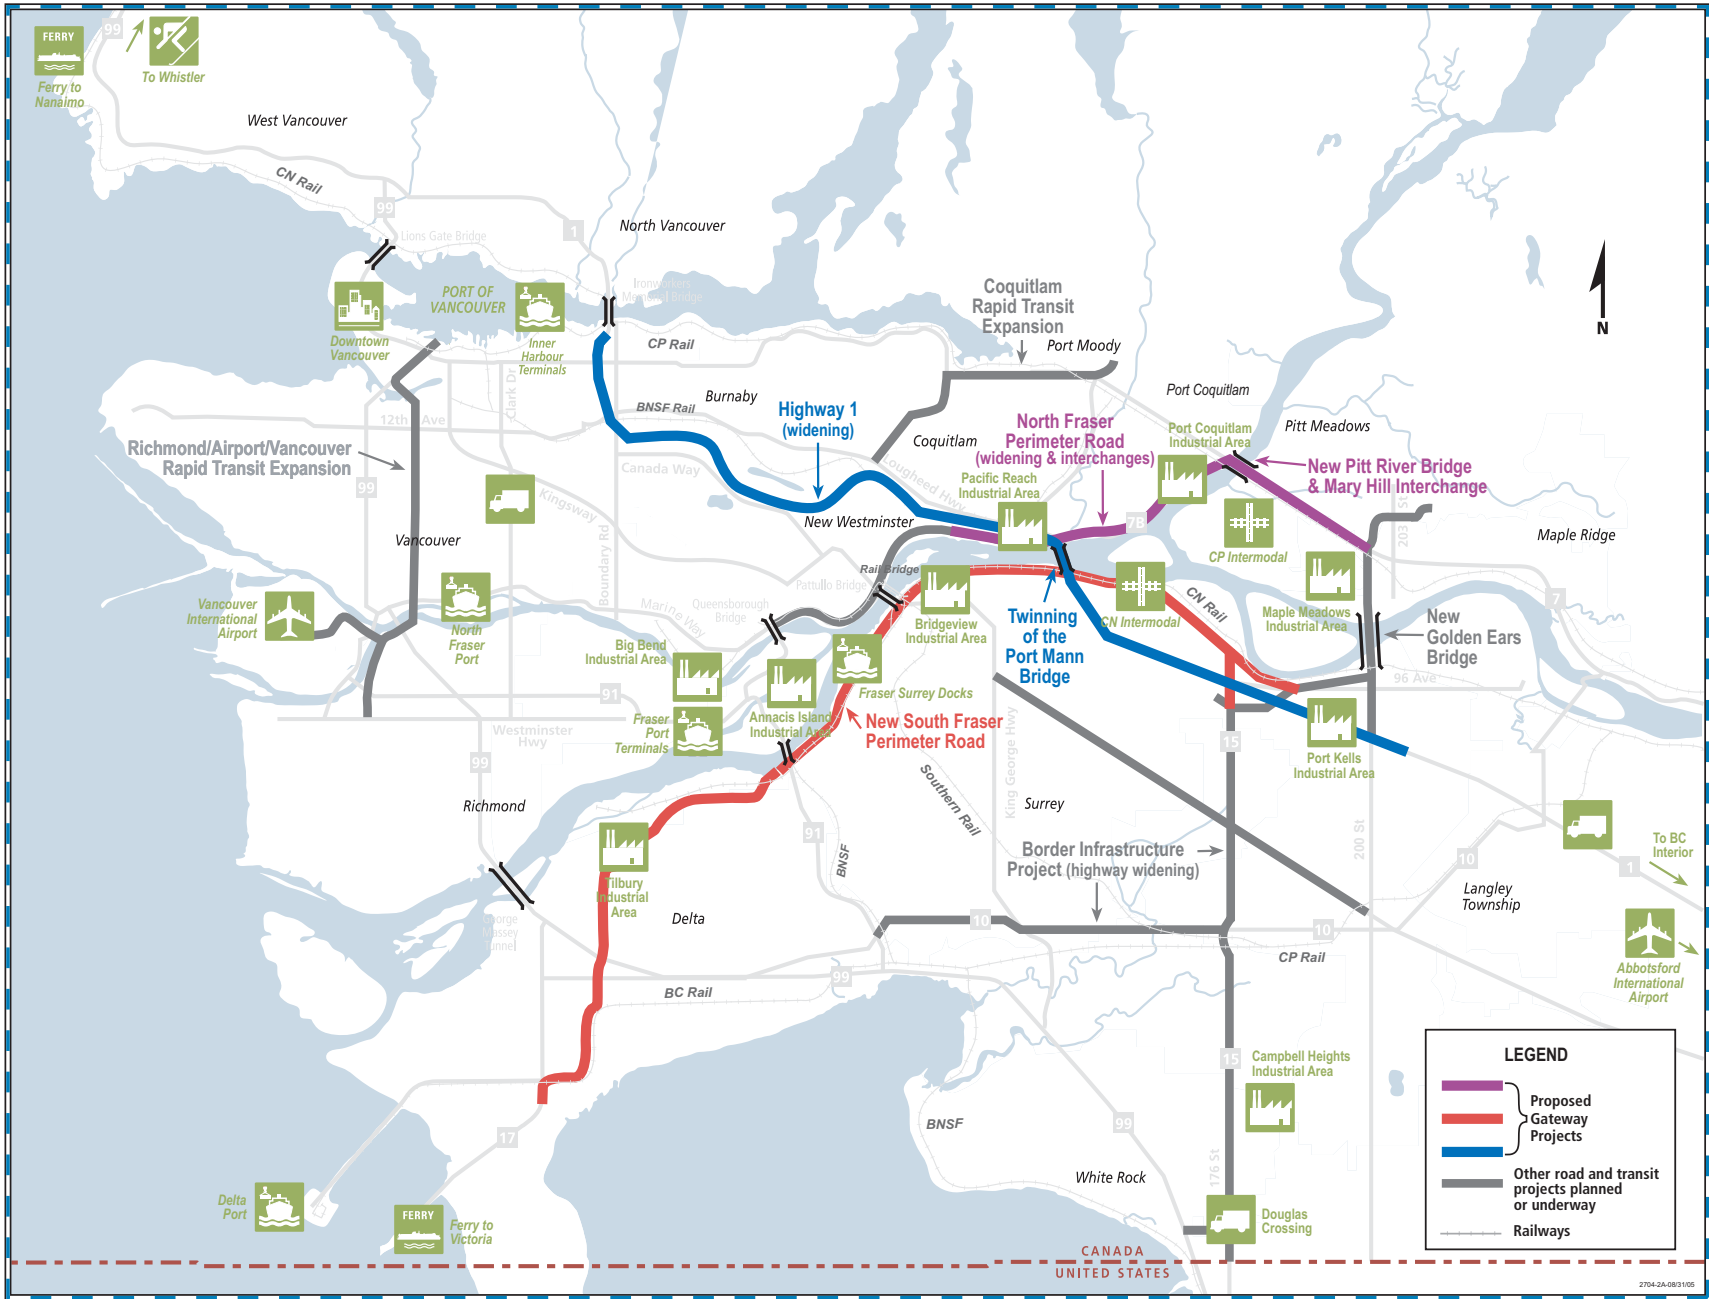 FERRY
Ferry to
Nanaimo
99
To Whistler
West Vancouver
CN Rail
99
Lions Gate Bridge
1
North Vancouver
Ironworkers
Memorial Bridge
PORT OF
VANCOUVER
Inner
Harbour
Terminals
Downtown
Vancouver
CP Rail
Coquitlam
Rapid Transit
Expansion
Port Moody
N
Burnaby
BNSF Rail
Clark Dr
12th Ave
Highway 1
(widening)
Coquitlam
North Fraser
Perimeter Road
(widening & interchanges)
Port Coquitlam
Port Coquitlam
Industrial Area
Pitt Meadows
Richmond/Airport/Vancouver
Rapid Transit Expansion
99
Canada Way
Kingsway
Lougheed Hwy
Pacific Reach
Industrial Area
New Pitt River Bridge
& Mary Hill Interchange
203 St
7B
New Westminster
Vancouver
Boundary Rd
Maple Ridge
CP Intermodal
Rail Bridge
Pattullo Bridge
Queensborough
Bridge
Marine Way
Vancouver
International
Airport
North
Fraser
Port
Bridgeview
Industrial Area
CN Intermodal
CN Rail
Maple Meadows
Industrial Area
7
New
Golden Ears
Bridge
Twinning
of the
Port Mann
Bridge
Big Bend
Industrial Area
91
Fraser
Port
Terminals
Annacis Island
Industrial Area
Fraser Surrey Docks
New South Fraser
Perimeter Road
96 Ave
Westminster
Hwy
99
15
Port Kells
Industrial Area
Richmond
Southern Rail
King George Hwy
Surrey
91
BNSF
200 St
10
To BC
Interior
1
Border Infrastructure
Project (highway widening)
Langley
Township
Tilbury
Industrial
Area
George
Massey
Tunnel
Delta
10
10
CP Rail
99
BC Rail
Abbotsford
International
Airport
15
Campbell Heights
Industrial Area
BNSF
99
17
176 St
White Rock
Delta
Port
FERRY
Ferry to
Victoria
Douglas
Crossing
CANADA
UNITED STATES
LEGEND
Proposed
Gateway
Projects
Other road and transit
projects planned
or underway
Railways
2704-2A-08/31/05